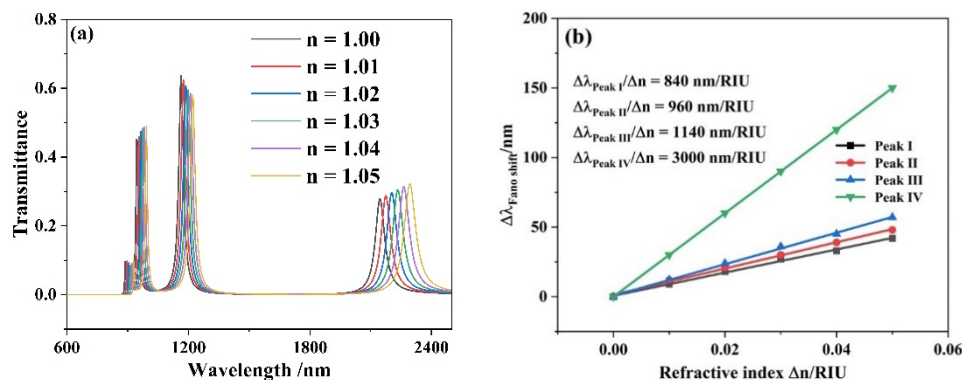 (a)
n = 1.00
n = 1.01
n = 1.02
n = 1.03
n = 1.04
n = 1.05
0.8
0.6
0.4
0.2
0.0
Transmittance
600
1200
1800
2400
Wavelength /nm
(b)
ΔλPeak I/Δn = 840 nm/RIU
ΔλPeak II/Δn = 960 nm/RIU
ΔλPeak III/Δn = 1140 nm/RIU
ΔλPeak IV/Δn = 3000 nm/RIU
Peak I
Peak II
Peak III
Peak IV
200
150
100
50
0
ΔλFano shift/nm
0.00
0.02
0.04
0.06
Refractive index Δn/RIU